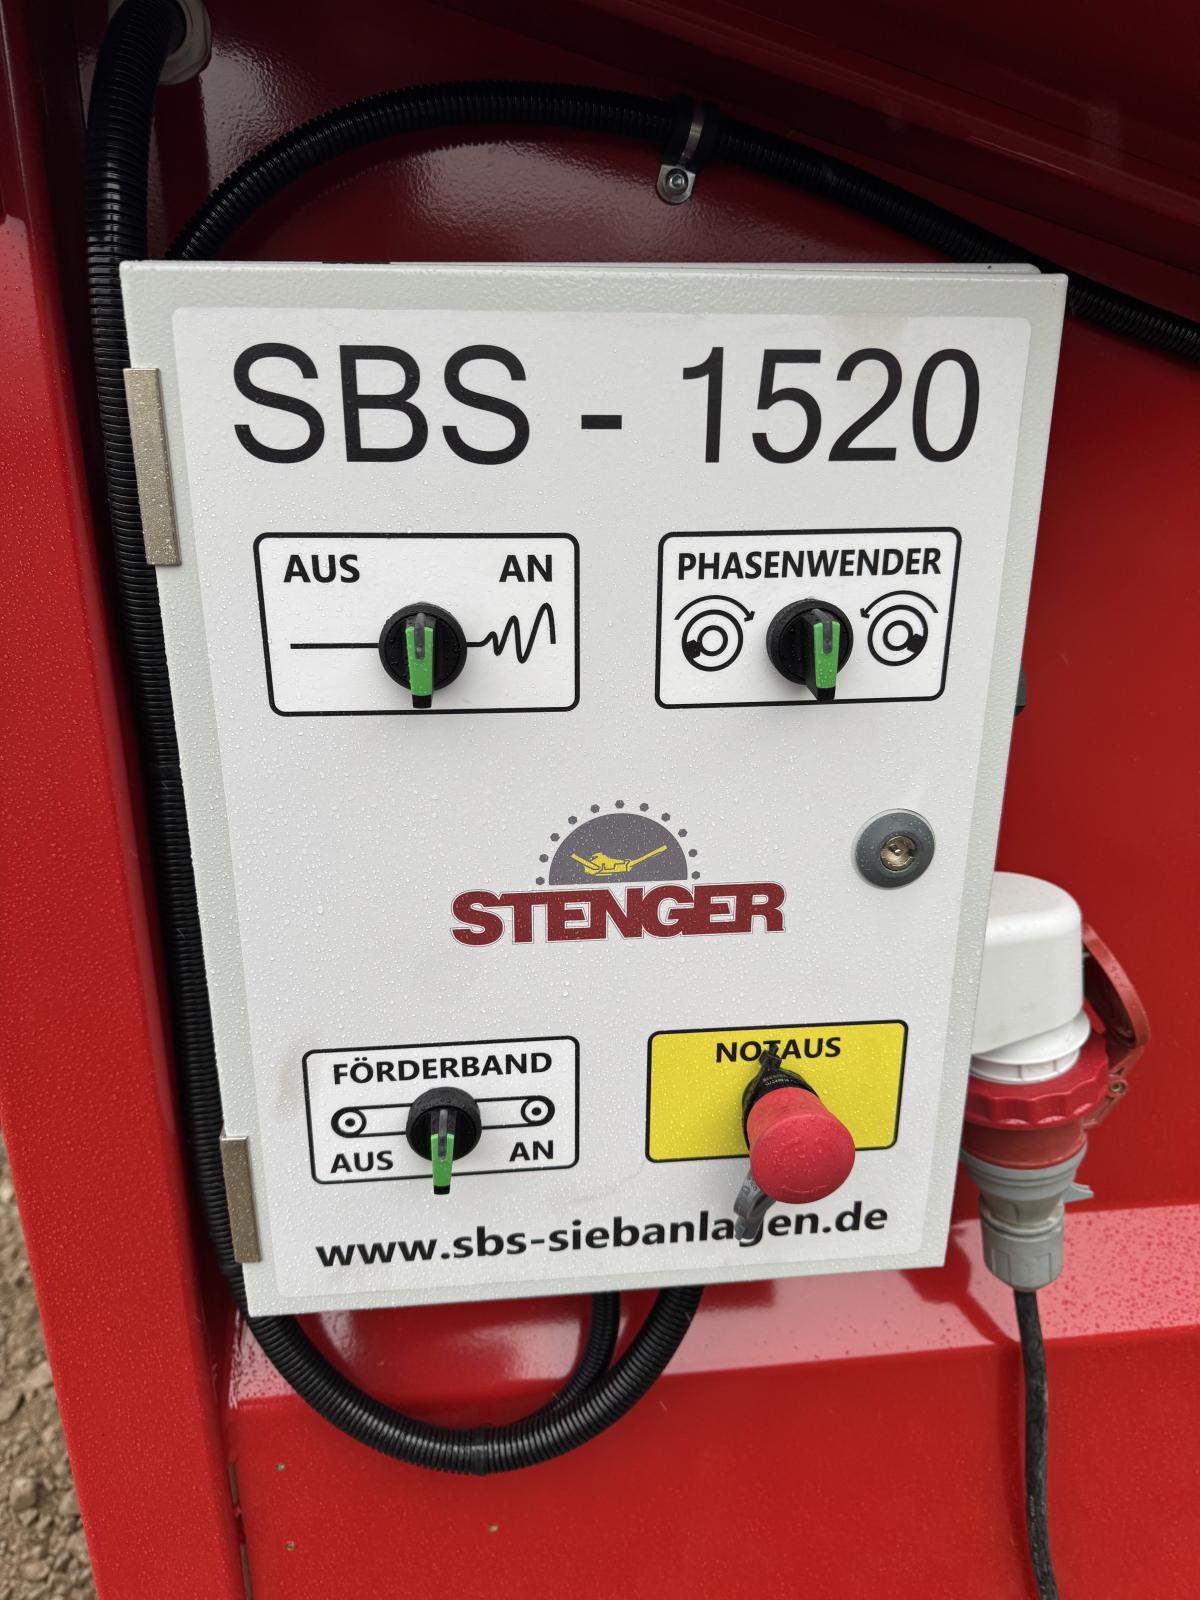 SBS - 1520
AUS AN
PHASENWENDER
STENGER
FÖRDERBAND
AUS AN
NOTAUS
www.sbs-siebanlagen.de